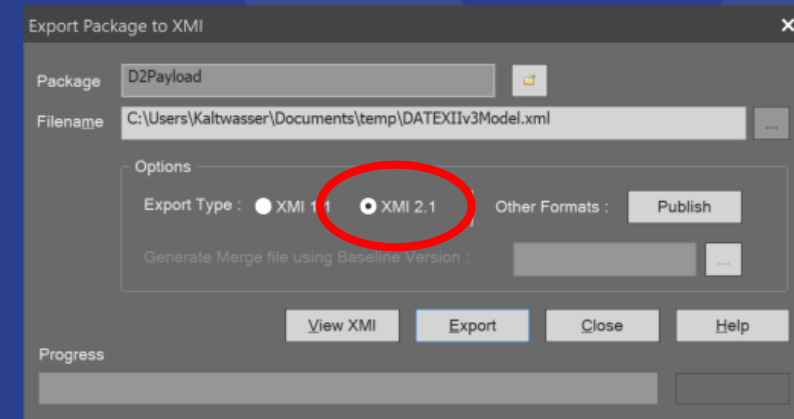 Export Package to XMI
Package D2Payload
Filename C:\Users\Kaltwasser\Documents\temp\DATEXIIv3Model.xml ...
Options
Export Type : XMI 1.1 XMI 2.1 Other Formats : Publish
Generate Merge file using Baseline Version : ...
View XMI Export Close Help
Progress